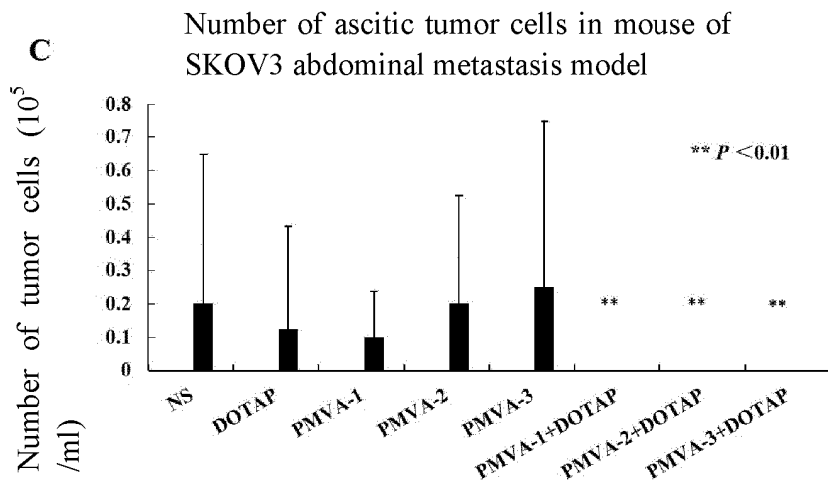 C
Number of ascitic tumor cells in mouse of
SKOV3 abdominal metastasis model
Number of tumor cells (10⁵
/ml)
0.8
0.7
0.6
0.5
0.4
0.3
0.2
0.1
0
** P <0.01
** ** **
NS
DOTAP
PMVA-1
PMVA-2
PMVA-3
PMVA-1+DOTAP
PMVA-2+DOTAP
PMVA-3+DOTAP